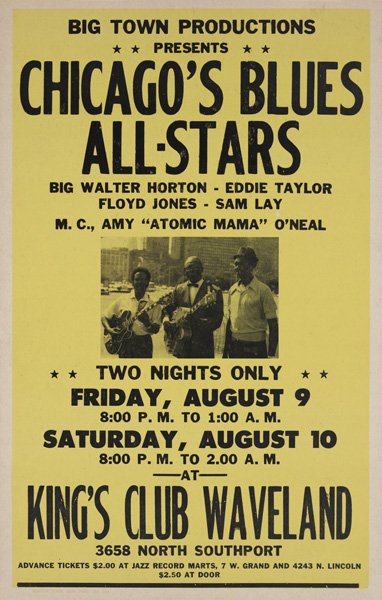 BIG TOWN PRODUCTIONS
★ ★ PRESENTS ★ ★
CHICAGO'S BLUES
ALL-STARS
BIG WALTER HORTON - EDDIE TAYLOR
FLOYD JONES - SAM LAY
M. C., AMY "ATOMIC MAMA" O'NEAL
★ ★ TWO NIGHTS ONLY ★ ★
FRIDAY, AUGUST 9
8:00 P. M. TO 1:00 A. M.
SATURDAY, AUGUST 10
8:00 P. M. TO 2.00 A. M.
—AT—
KING'S CLUB WAVELAND
3658 NORTH SOUTHPORT
ADVANCE TICKETS $2.00 AT JAZZ RECORD MARTS, 7 W. GRAND AND 4243 N. LINCOLN
$2.50 AT DOOR